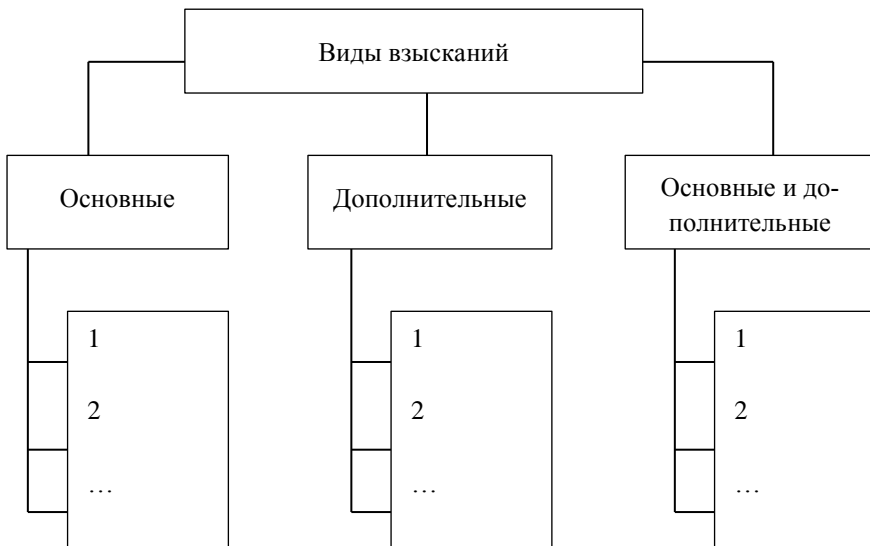 Виды взысканий
Основные
Дополнительные
Основные и до-
полнительные
1
2
…
1
2
…
1
2
…